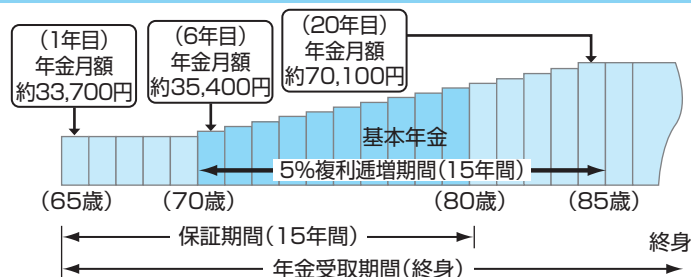 (1年目)
年金月額
約33,700円
(6年目)
年金月額
約35,400円
(20年目)
年金月額
約70,100円
基本年金
5%複利逓増期間(15年間)
(65歳)
(70歳)
(80歳)
(85歳)
保証期間(15年間)
終身
年金受取期間(終身)